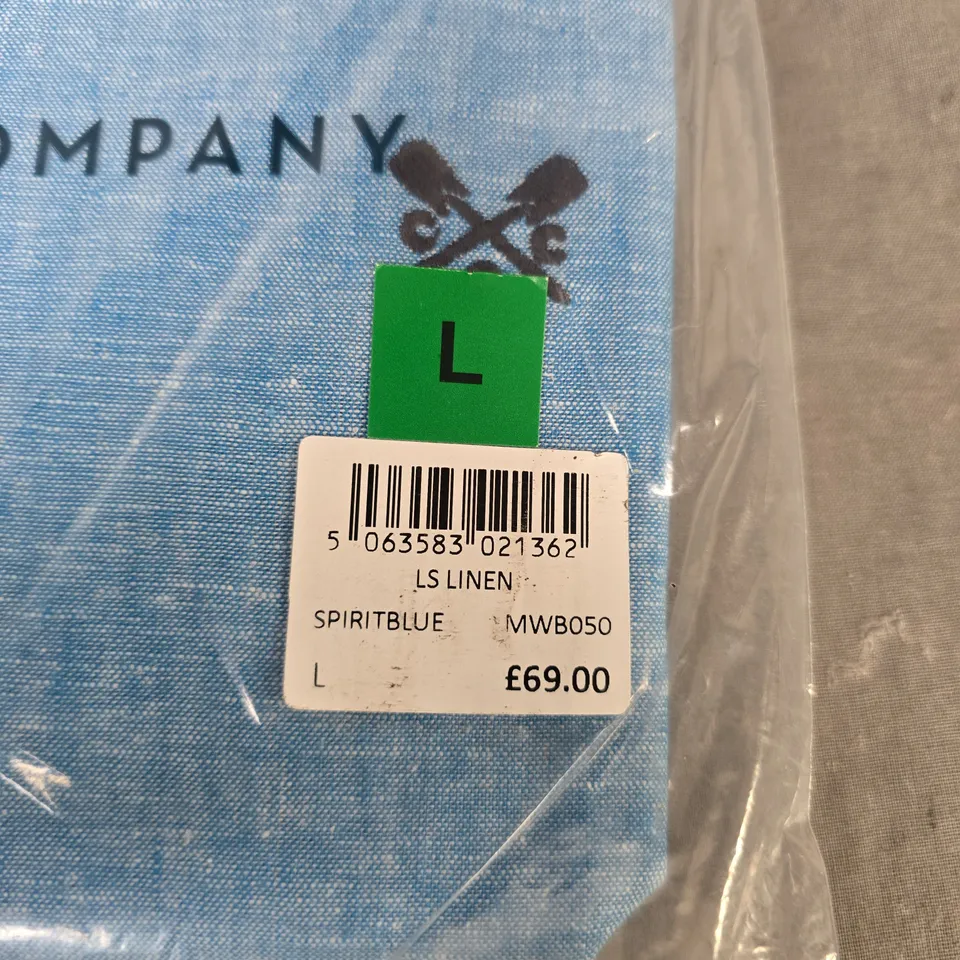 OMPANY
C C
L
5 063583 021362
LS LINEN
SPIRITBLUE MWB050
L £69.00